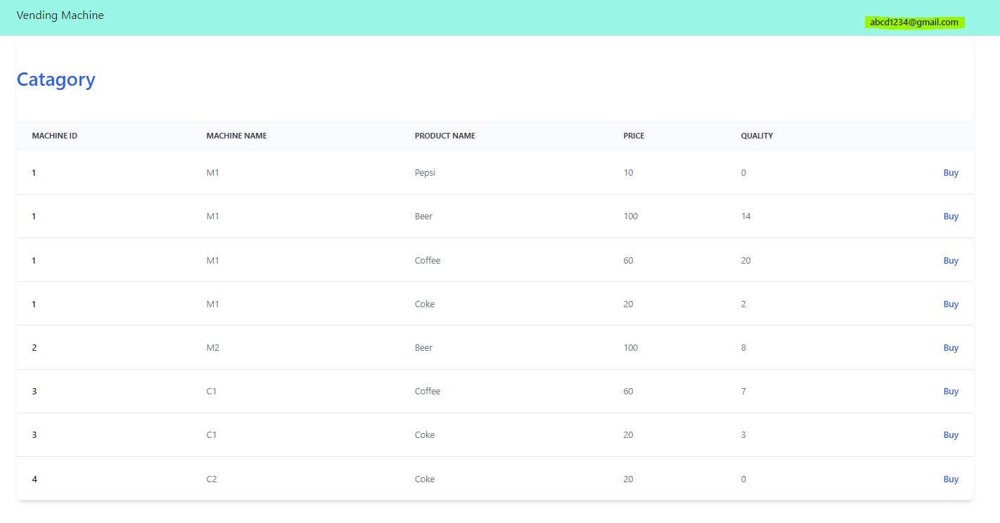 Vending Machine
abcd1234@gmail.com
Catagory
MACHINE ID MACHINE NAME PRODUCT NAME PRICE QUALITY
1 M1 Pepsi 10 0 Buy
1 M1 Beer 100 14 Buy
1 M1 Coffee 60 20 Buy
1 M1 Coke 20 2 Buy
2 M2 Beer 100 8 Buy
3 C1 Coffee 60 7 Buy
3 C1 Coke 20 3 Buy
4 C2 Coke 20 0 Buy